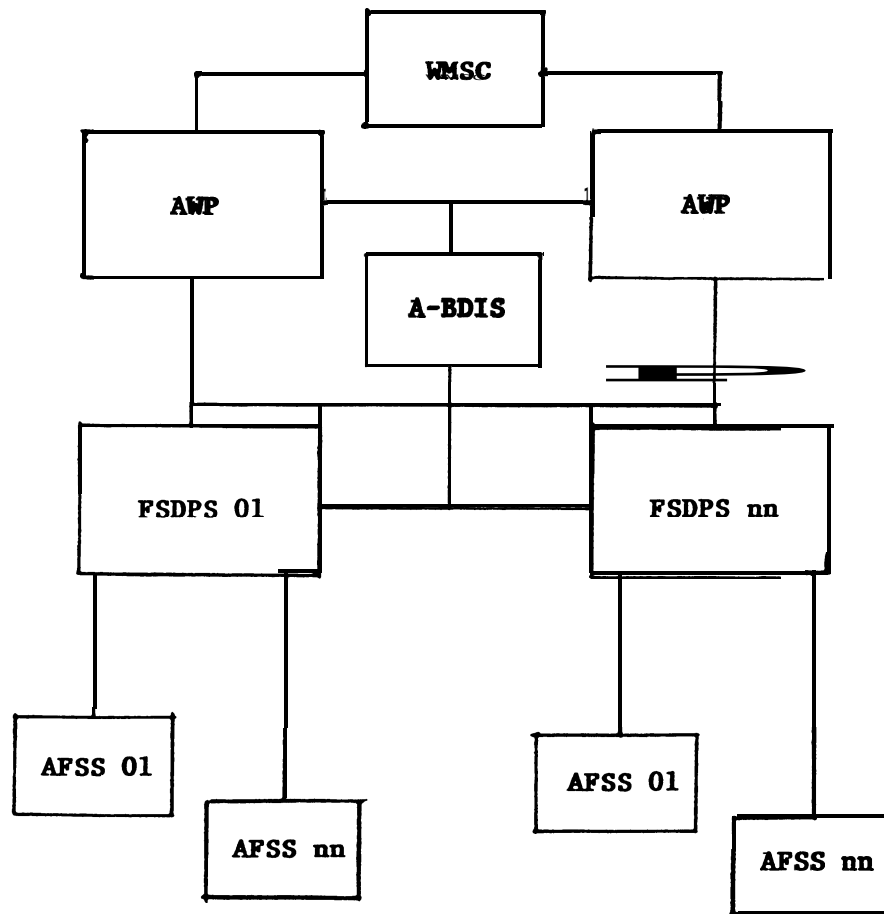 WMSC
AWP
AWP
A-BDIS
FSDPS 01
FSDPS nn
AFSS 01
AFSS 01
AFSS nn
AFSS nn